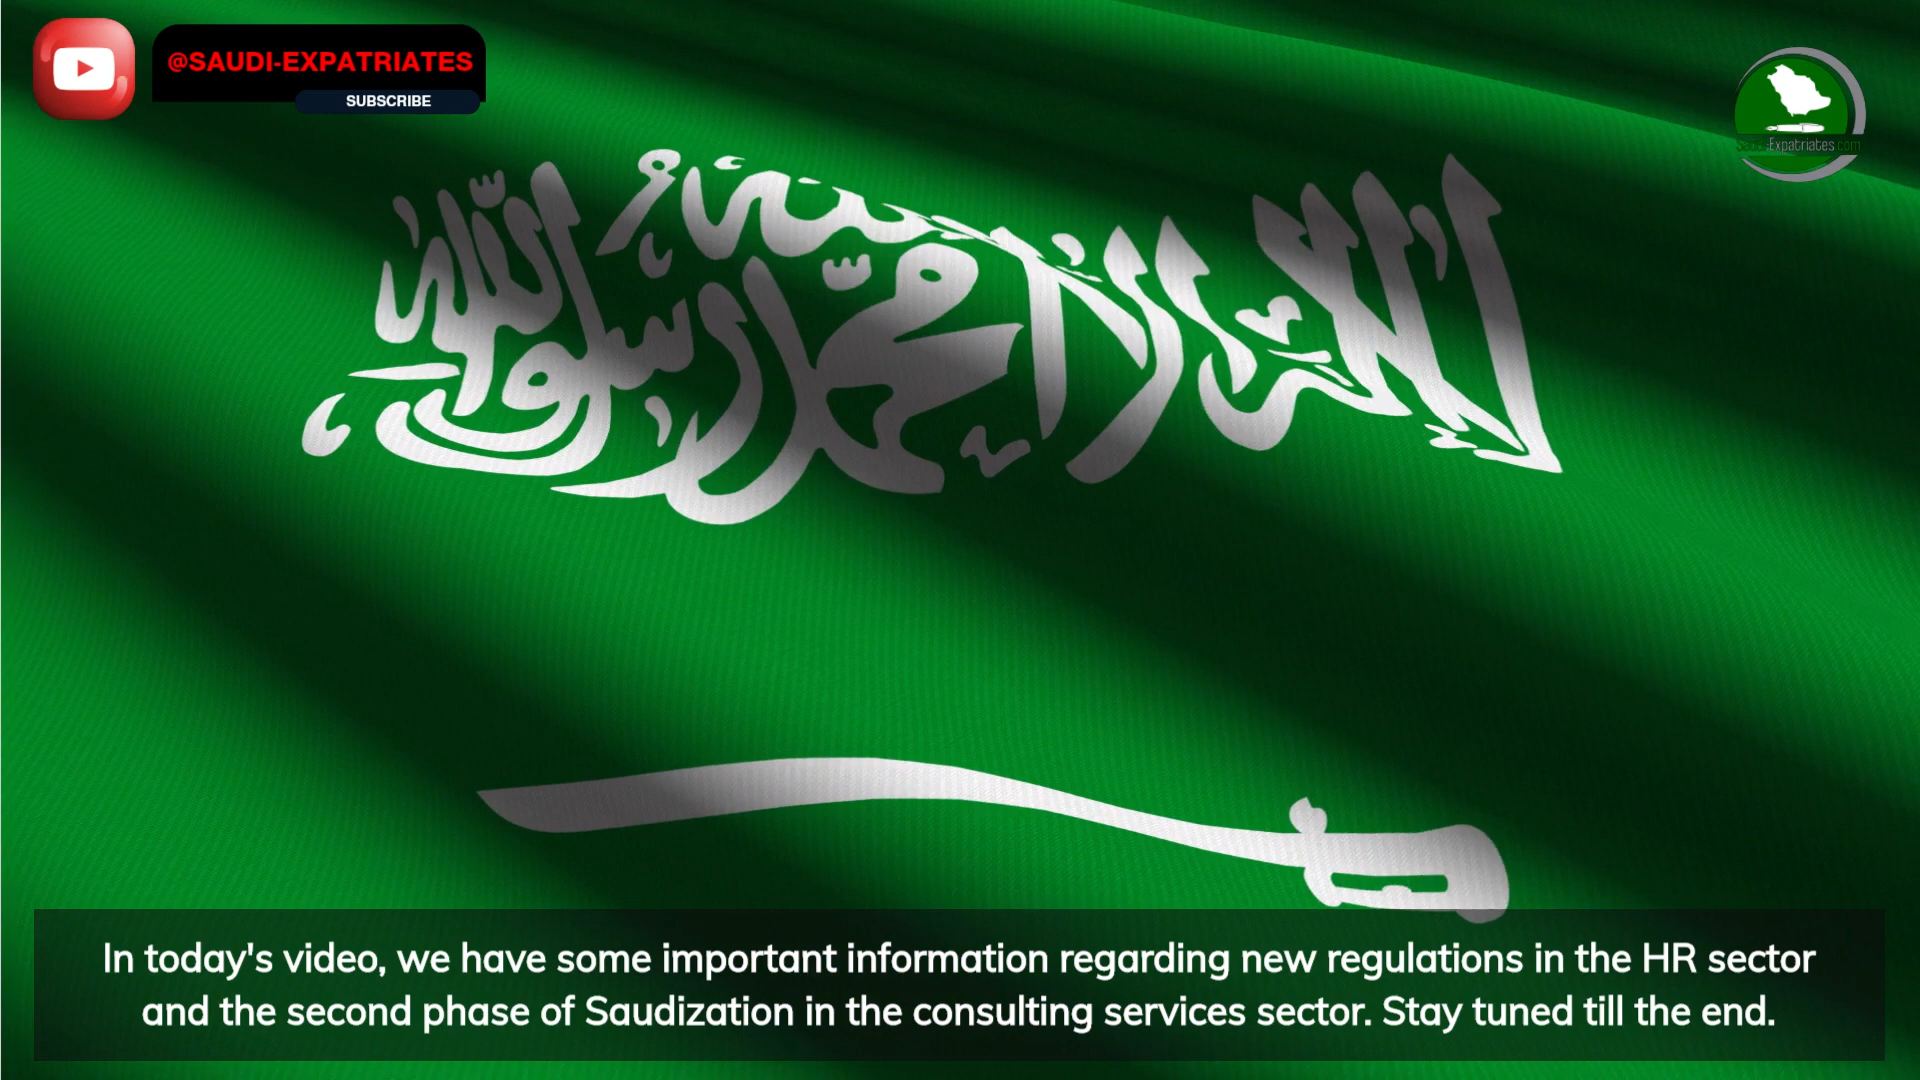 @SAUDI-EXPATRIATES
SUBSCRIBE
Saudi-Expatriates.com
لا إله إلا الله محمد رسول الله
In today's video, we have some important information regarding new regulations in the HR sector
and the second phase of Saudization in the consulting services sector. Stay tuned till the end.